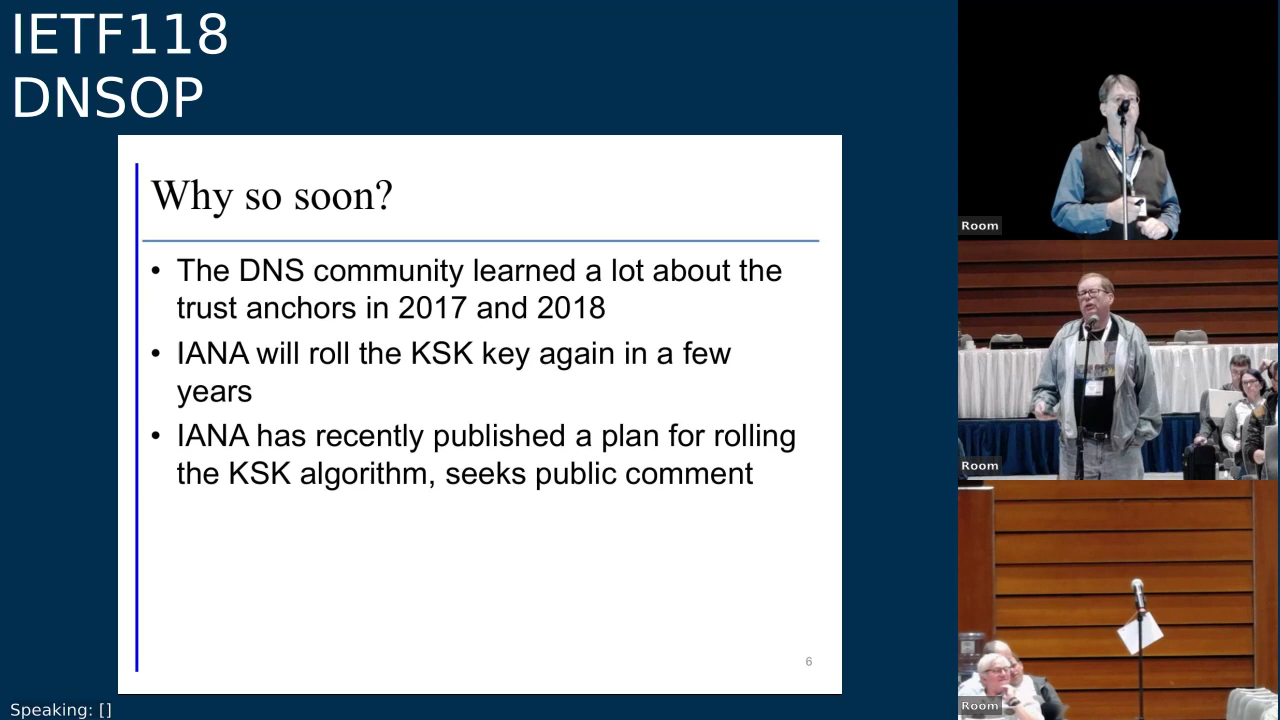 IETF118
DNSOP
Why so soon?
• The DNS community learned a lot about the
trust anchors in 2017 and 2018
• IANA will roll the KSK key again in a few
years
• IANA has recently published a plan for rolling
the KSK algorithm, seeks public comment
6
Speaking: []
Room
Room
Room